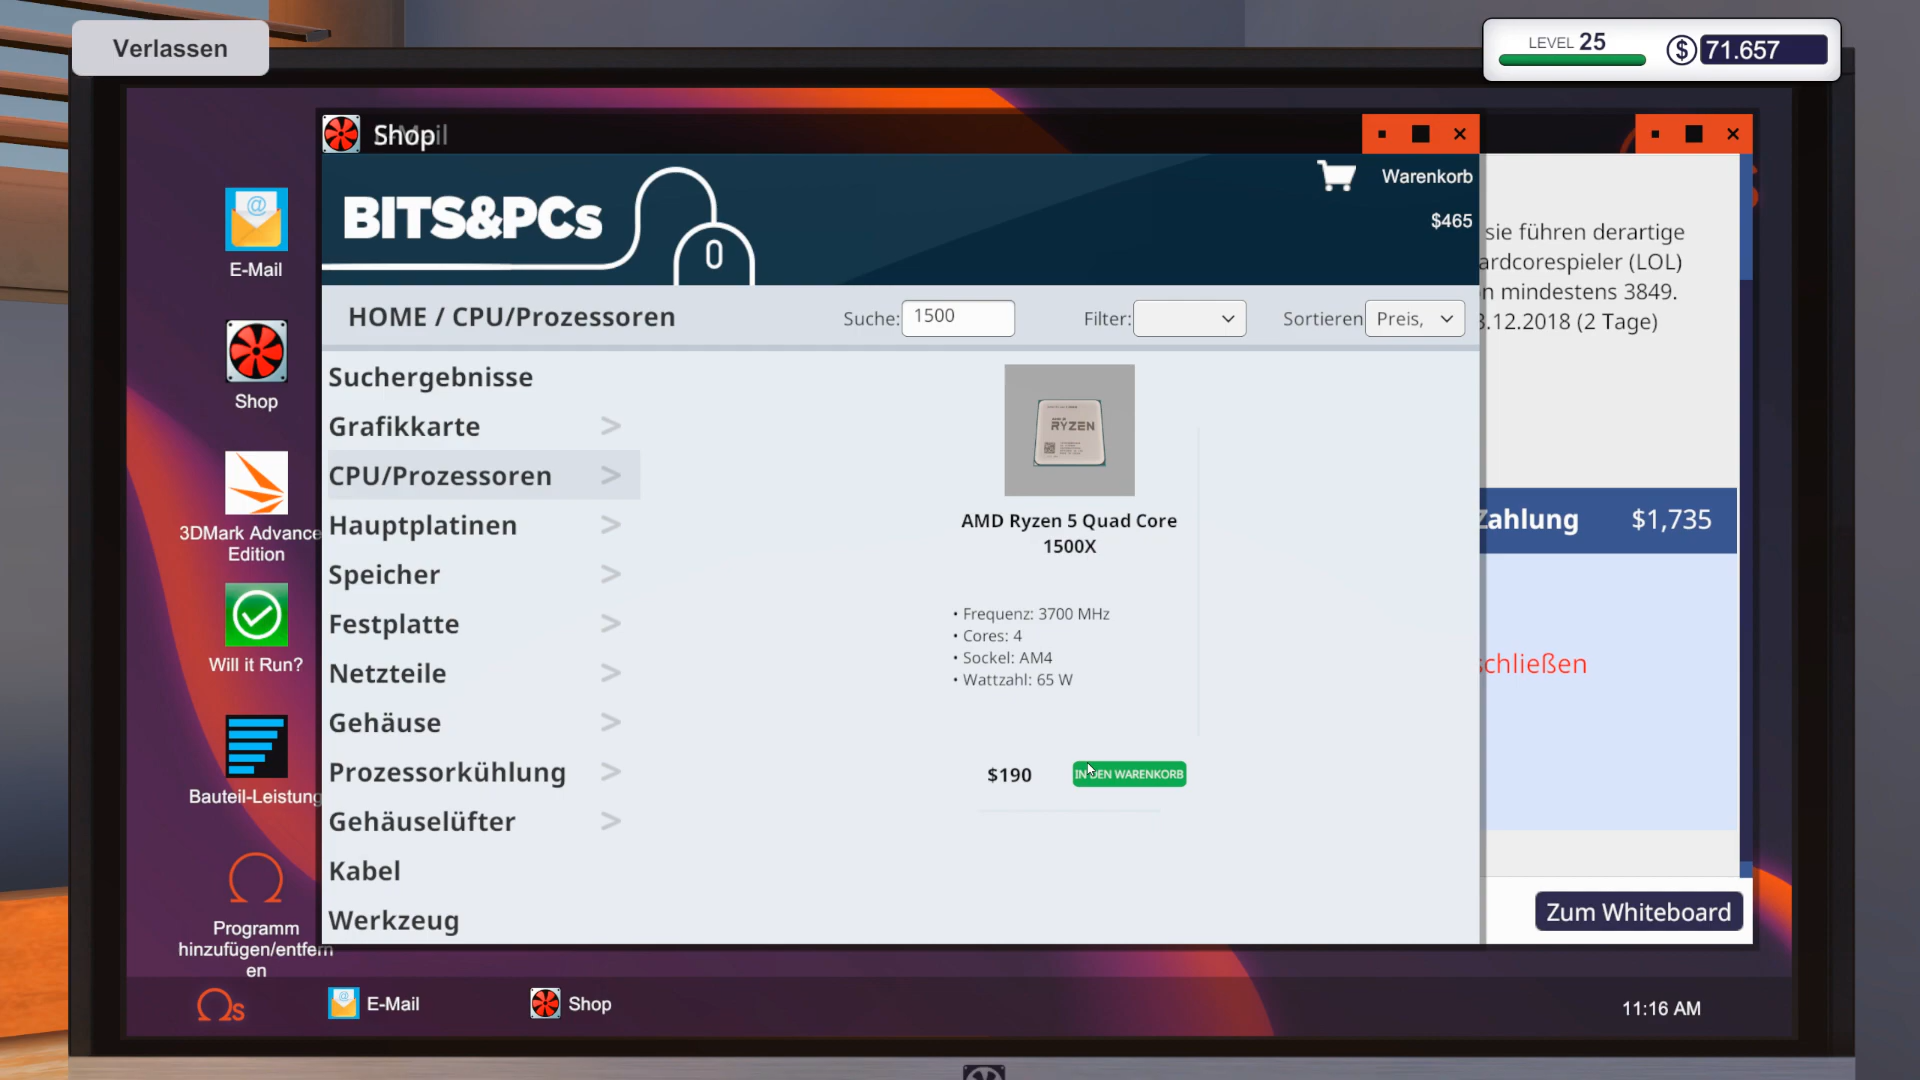 Verlassen
LEVEL 25
$ 71.657
Shop
Warenkorb
$465
BITS&PCs
HOME / CPU/Prozessoren
Suche: 1500
Filter:
Sortieren Preis,
Suchergebnisse
Grafikkarte >
CPU/Prozessoren >
Hauptplatinen >
Speicher >
Festplatte >
Netzteile >
Gehäuse >
Prozessorkühlung >
Gehäuselüfter >
Kabel
Werkzeug
RYZEN
AMD Ryzen 5 Quad Core
1500X
• Frequenz: 3700 MHz
• Cores: 4
• Sockel: AM4
• Wattzahl: 65 W
$190
IN DEN WARENKORB
sie führen derartige
ardcorespieler (LOL)
n mindestens 3849.
3.12.2018 (2 Tage)
Zahlung $1,735
schließen
Zum Whiteboard
E-Mail
Shop
3DMark Advance
Edition
Will it Run?
Bauteil-Leistung
Programm
hinzufügen/entfern
en
Ωs
E-Mail
Shop
11:16 AM